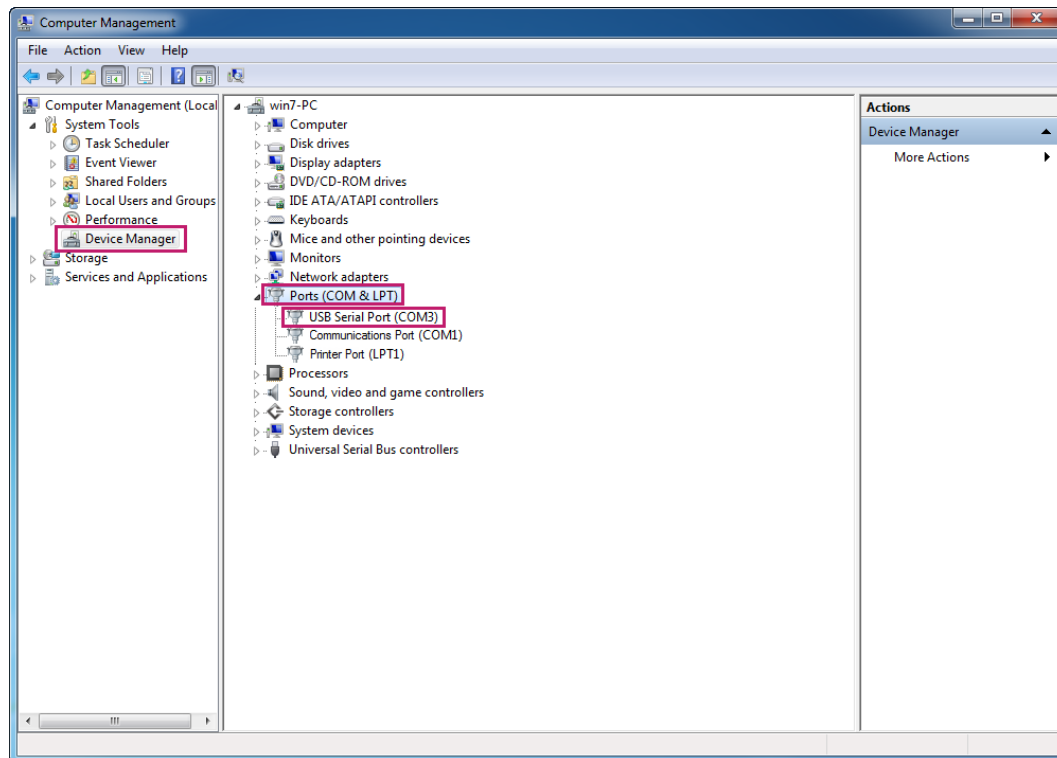 Computer Management
File Action View Help
Computer Management (Local
System Tools
Task Scheduler
Event Viewer
Shared Folders
Local Users and Groups
Performance
Device Manager
Storage
Services and Applications
win7-PC
Computer
Disk drives
Display adapters
DVD/CD-ROM drives
IDE ATA/ATAPI controllers
Keyboards
Mice and other pointing devices
Monitors
Network adapters
Ports (COM & LPT)
USB Serial Port (COM3)
Communications Port (COM1)
Printer Port (LPT1)
Processors
Sound, video and game controllers
Storage controllers
System devices
Universal Serial Bus controllers
Actions
Device Manager
More Actions